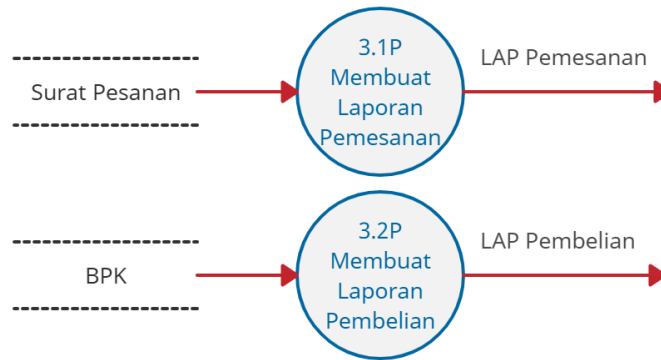 Surat Pesanan
3.1P
Membuat
Laporan
Pemesanan
LAP Pemesanan
BPK
3.2P
Membuat
Laporan
Pembelian
LAP Pembelian